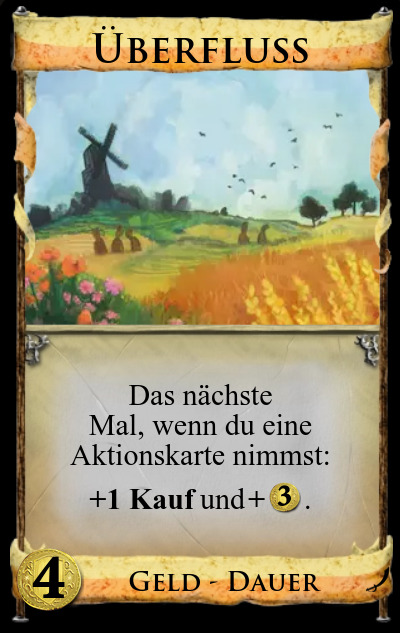 Überfluss
Das nächste
Mal, wenn du eine
Aktionskarte nimmst:
+1 Kauf und + 3 .
4
Geld - Dauer